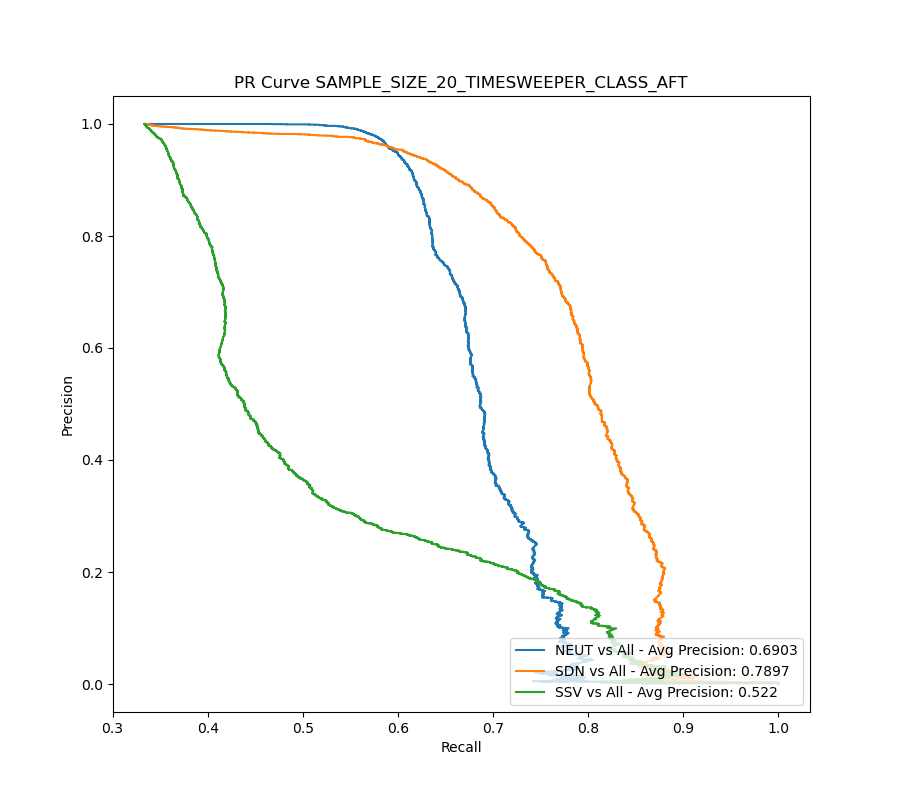 PR Curve SAMPLE_SIZE_20_TIMESWEEPER_CLASS_AFT
1.0
0.8
0.6
0.4
0.2
0.0
Precision
NEUT vs All - Avg Precision: 0.6903
SDN vs All - Avg Precision: 0.7897
SSV vs All - Avg Precision: 0.522
0.3 0.4 0.5 0.6 0.7 0.8 0.9 1.0
Recall